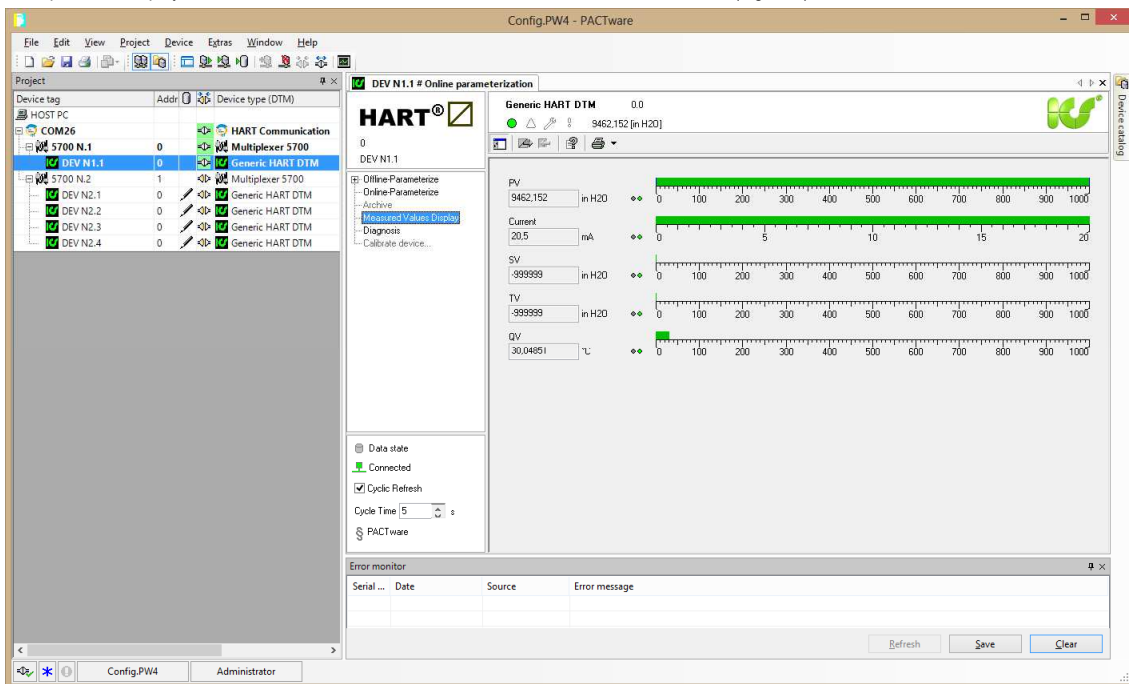 Config.PW4 - PACTware
File Edit View Project Device Extras Window Help
Project
Device tag Addr Device type (DTM)
HOST PC
COM26 HART Communication
5700 N.1 0 Multiplexer 5700
DEV N1.1 0 Generic HART DTM
5700 N.2 1 Multiplexer 5700
DEV N2.1 0 Generic HART DTM
DEV N2.2 0 Generic HART DTM
DEV N2.3 0 Generic HART DTM
DEV N2.4 0 Generic HART DTM
DEV N1.1 # Online parameterization
HART®
0
DEV N1.1
Generic HART DTM 0.0
9462,152 [in H2O]
Offline-Parameterize
Online-Parameterize
Archive
Measured Values Display
Diagnosis
Calibrate device...
PV
9462,152 in H2O 0 100 200 300 400 500 600 700 800 900 1000
Current
20,5 mA 0 5 10 15 20
SV
-999999 in H2O 0 100 200 300 400 500 600 700 800 900 1000
TV
-999999 in H2O 0 100 200 300 400 500 600 700 800 900 1000
QV
30,0485 °C 0 100 200 300 400 500 600 700 800 900 1000
Data state
Connected
Cyclic Refresh
Cycle Time 5 s
PACTware
Device catalog
Error monitor
Serial ... Date Source Error message
Refresh Save Clear
Config.PW4 Administrator